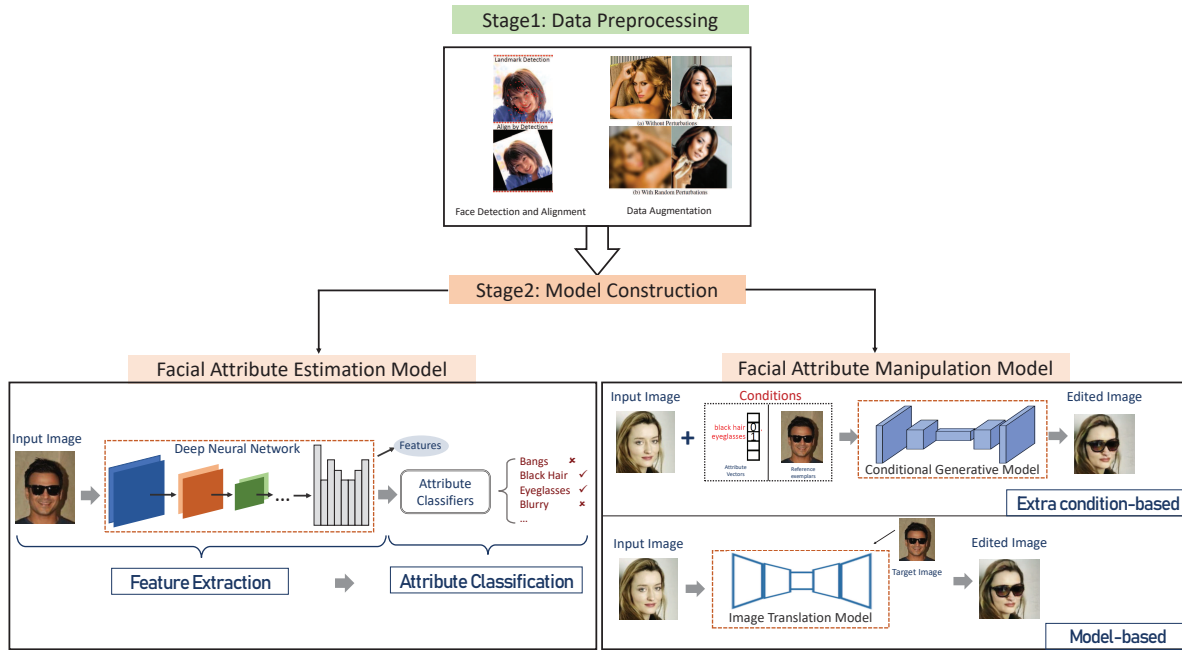 Stage1: Data Preprocessing
Landmark Detection
Align by Detection
(a) Without Perturbations
(b) With Random Perturbations
Face Detection and Alignment
Data Augmentation
Stage2: Model Construction
Facial Attribute Estimation Model
Input Image
Deep Neural Network
...
Features
Attribute
Classifiers
Bangs ×
Black Hair ✓
Eyeglasses ✓
Blurry ×
...
Feature Extraction
Attribute Classification
Facial Attribute Manipulation Model
Input Image
+
Conditions
black hair 0
eyeglasses 1
Attribute
Vectors
Reference
exemplars
Conditional Generative Model
Edited Image
Extra condition-based
Input Image
Image Translation Model
Target Image
Edited Image
Model-based